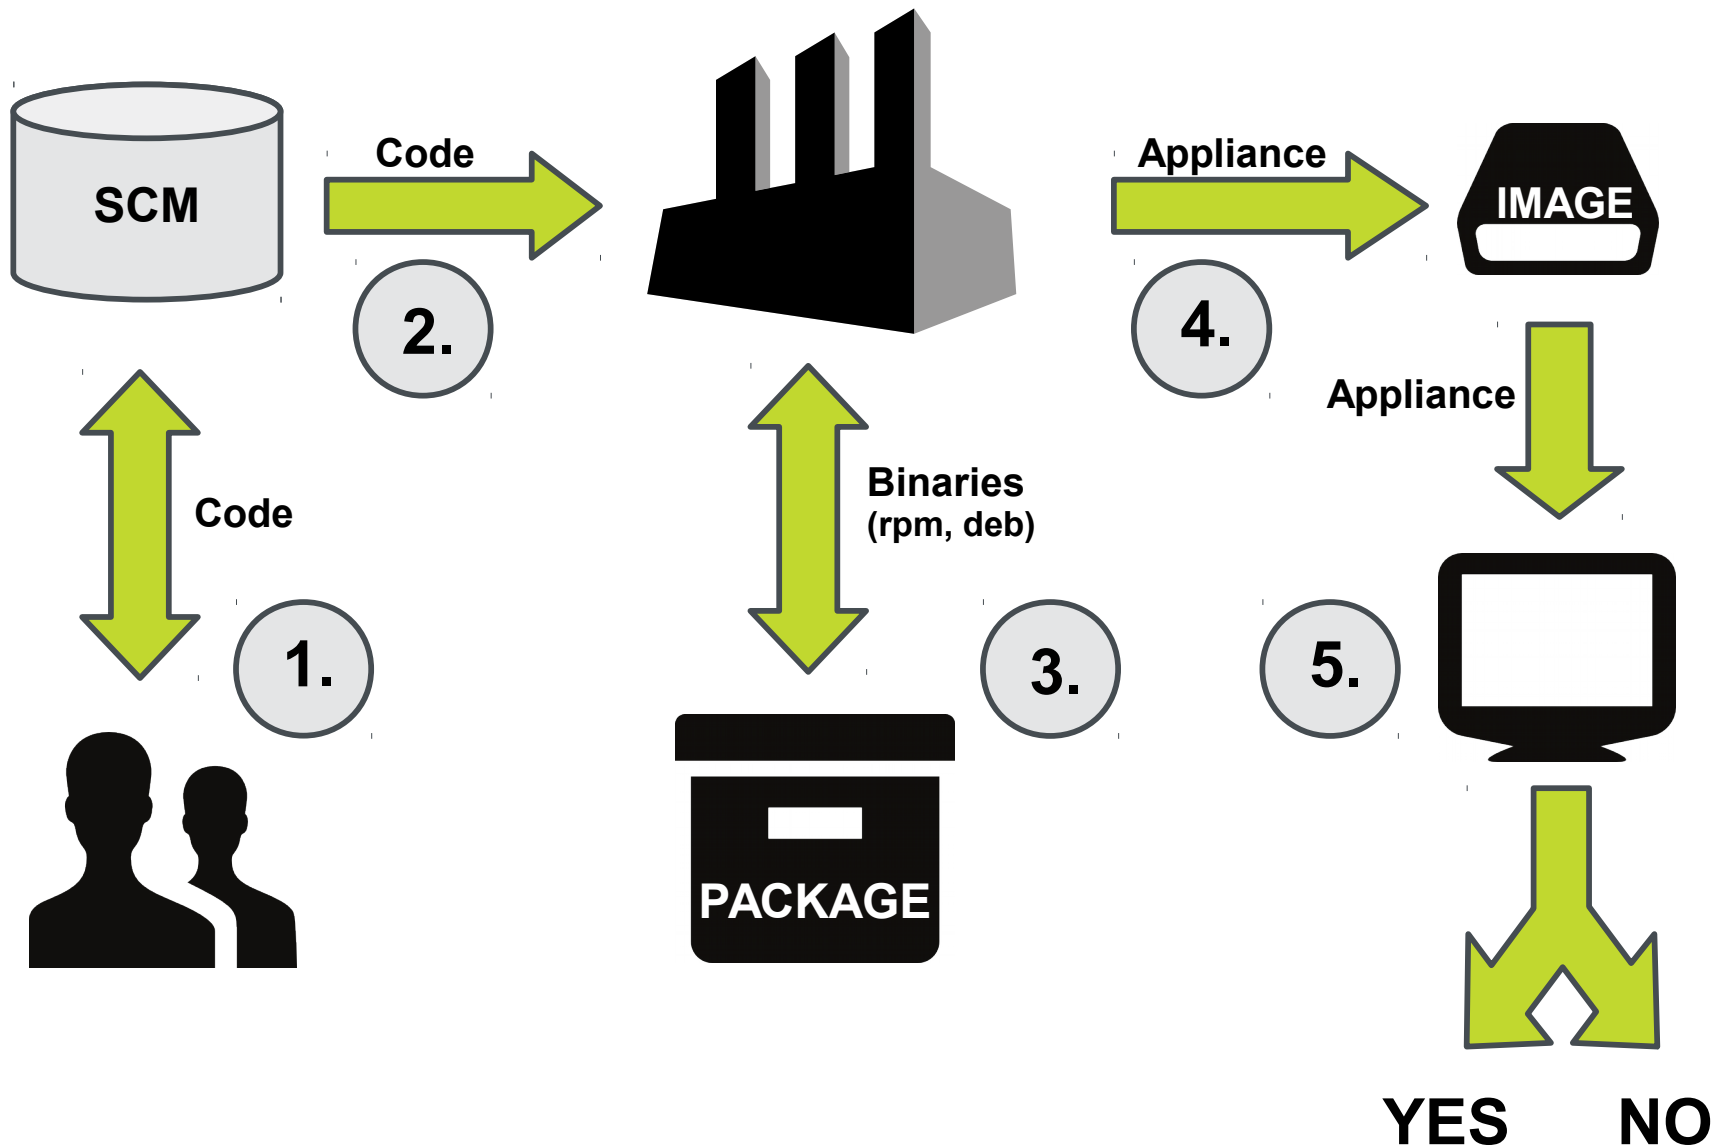 SCM
Code
2.
Appliance
4.
IMAGE
Code
1.
Binaries
(rpm, deb)
3.
PACKAGE
Appliance
5.
YES NO